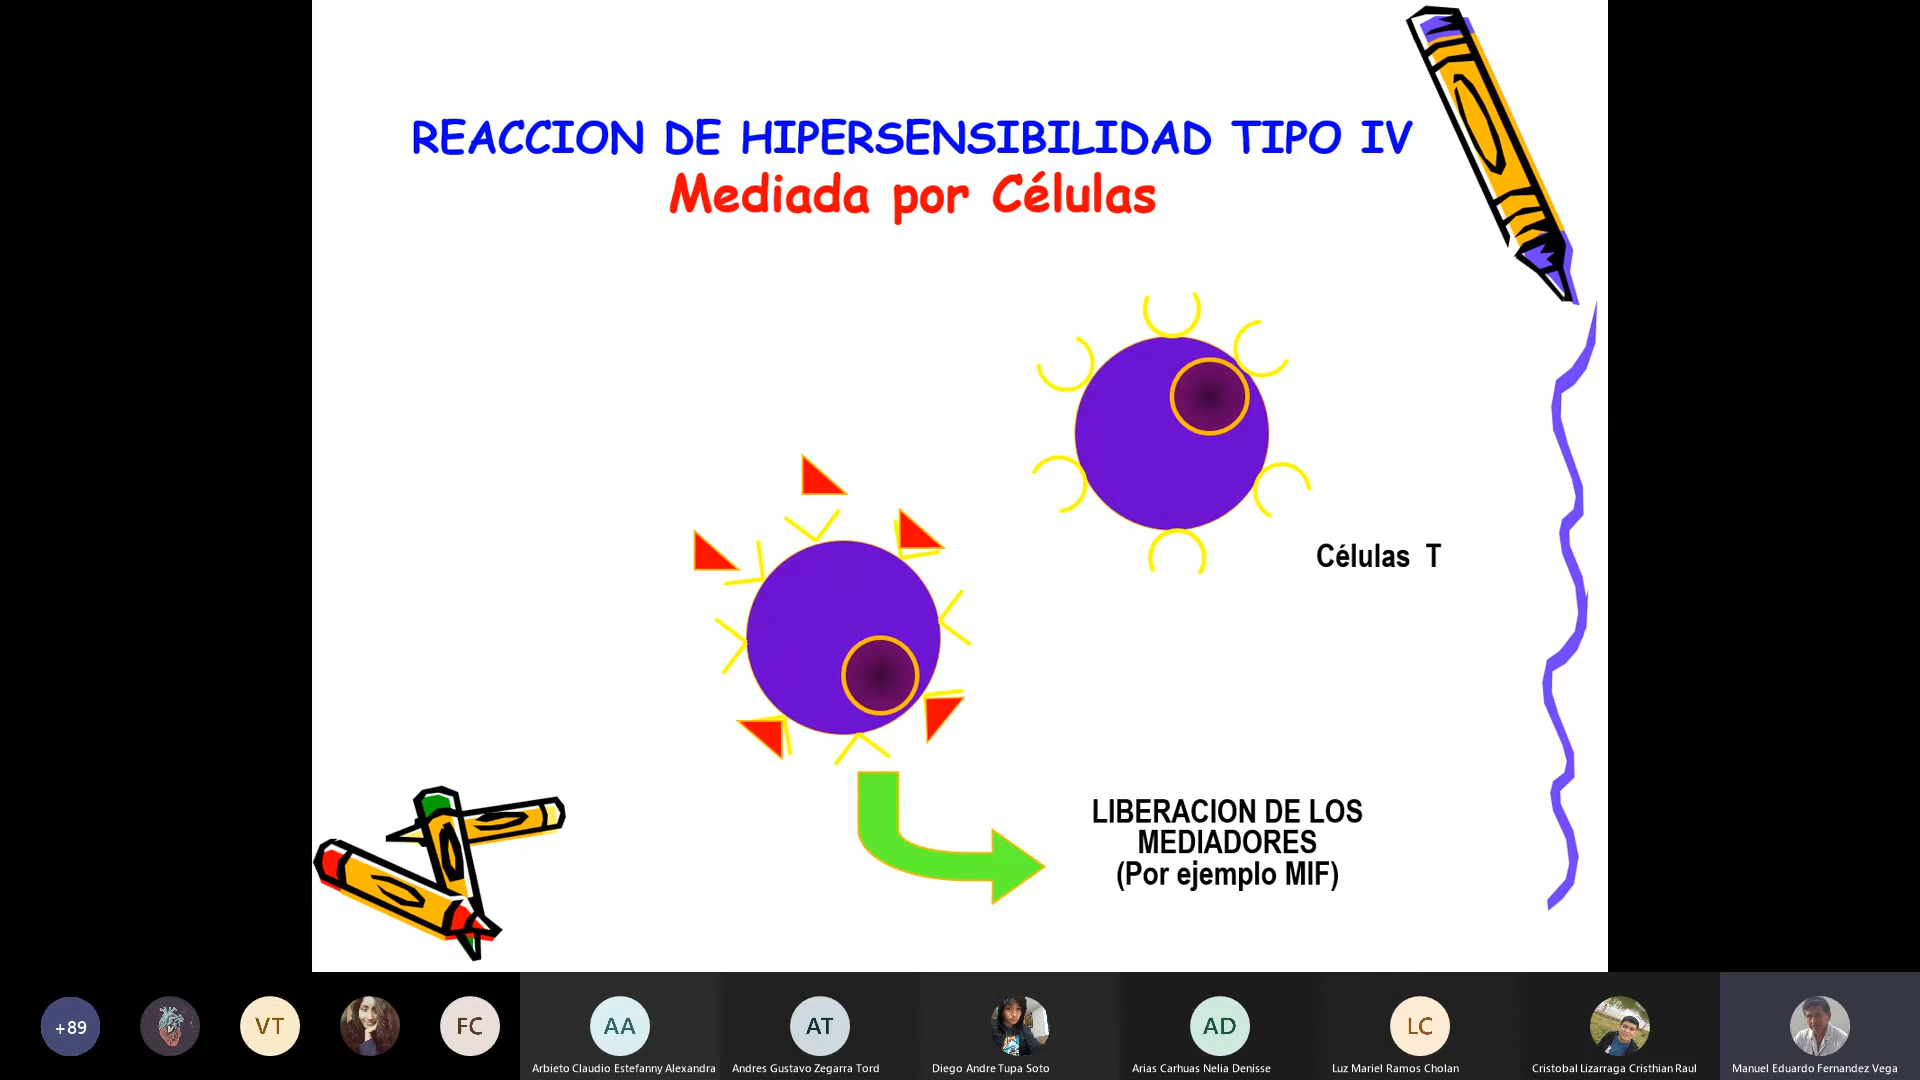 REACCION DE HIPERSENSIBILIDAD TIPO IV
Mediada por Células
Células T
LIBERACION DE LOS
MEDIADORES
(Por ejemplo MIF)
+89
VT
FC
AA
AT
AD
LC
Arbieto Claudio Estefanny Alexandra
Andres Gustavo Zegarra Tord
Diego Andre Tupa Soto
Arias Carhuas Nelia Denisse
Luz Mariel Ramos Cholan
Cristobal Lizarraga Cristhian Raul
Manuel Eduardo Fernandez Vega